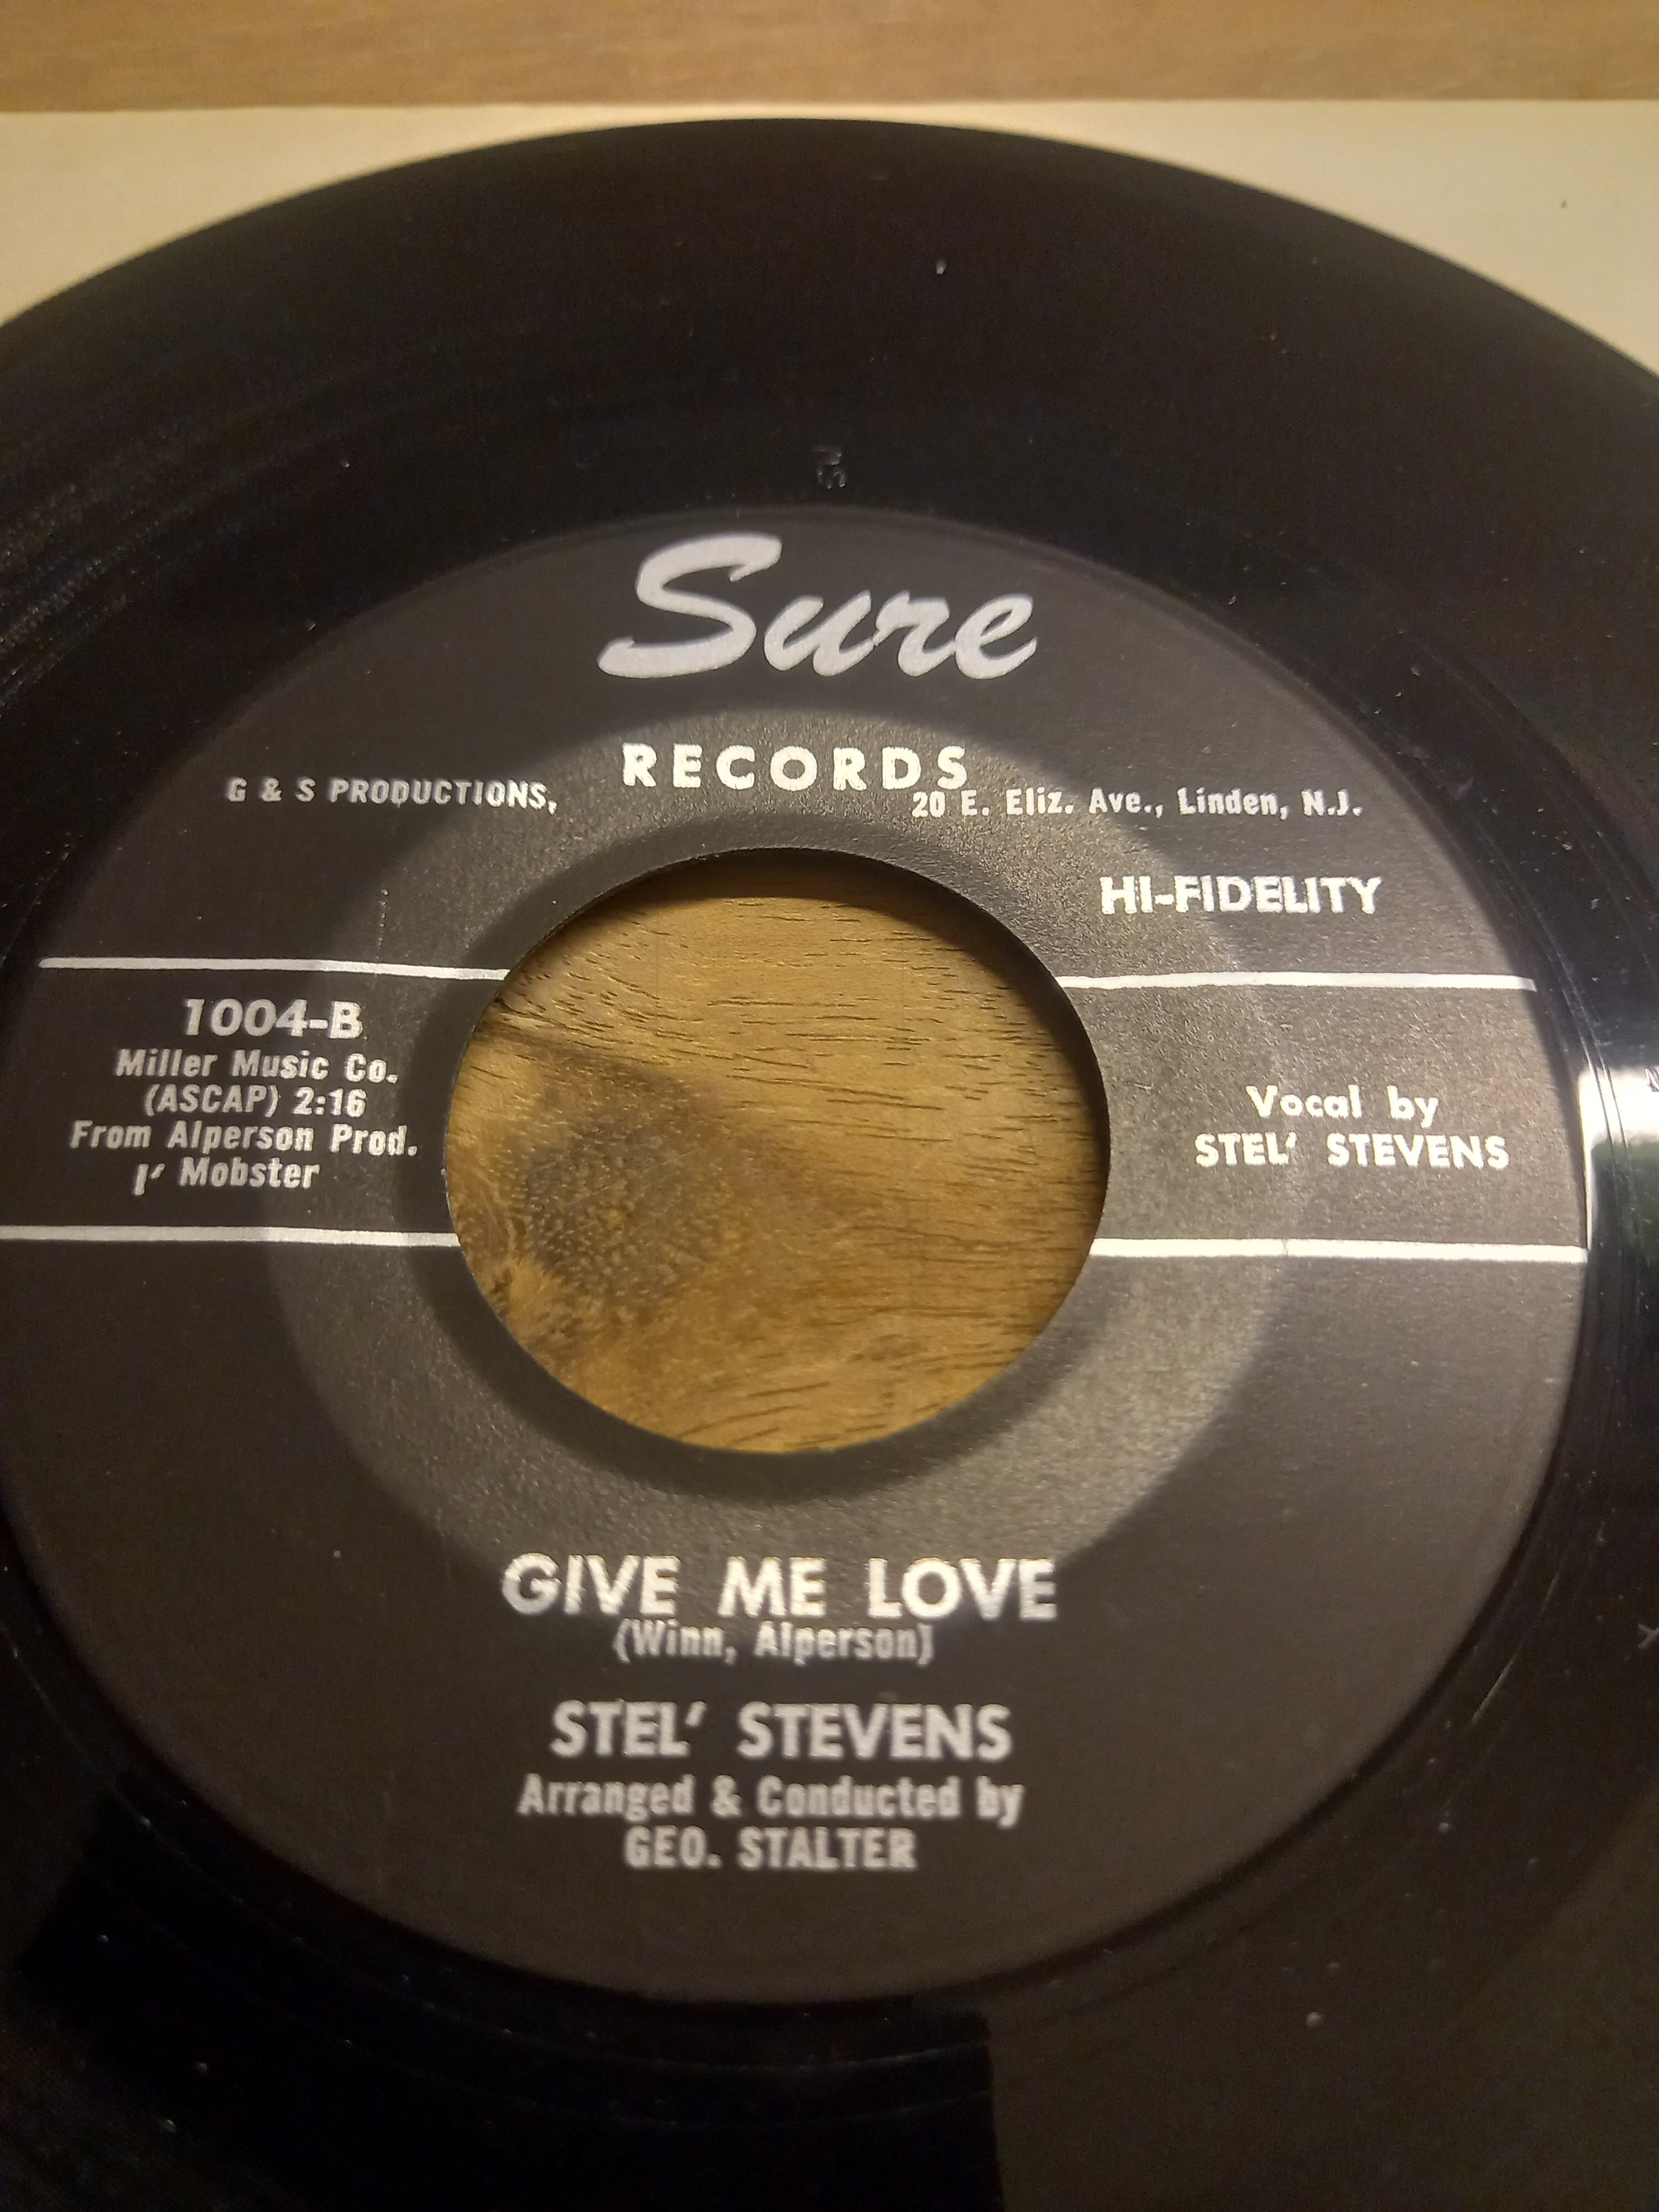 Sure
RECORDS
G & S PRODUCTIONS, 20 E. Eliz. Ave., Linden, N.J.
HI-FIDELITY
1004-B
Miller Music Co.
(ASCAP) 2:16
From Alperson Prod.
Mobster
Vocal by
STEL' STEVENS
GIVE ME LOVE
(Winn, Alperson)
STEL' STEVENS
Arranged & Conducted by
GEO. STALTER